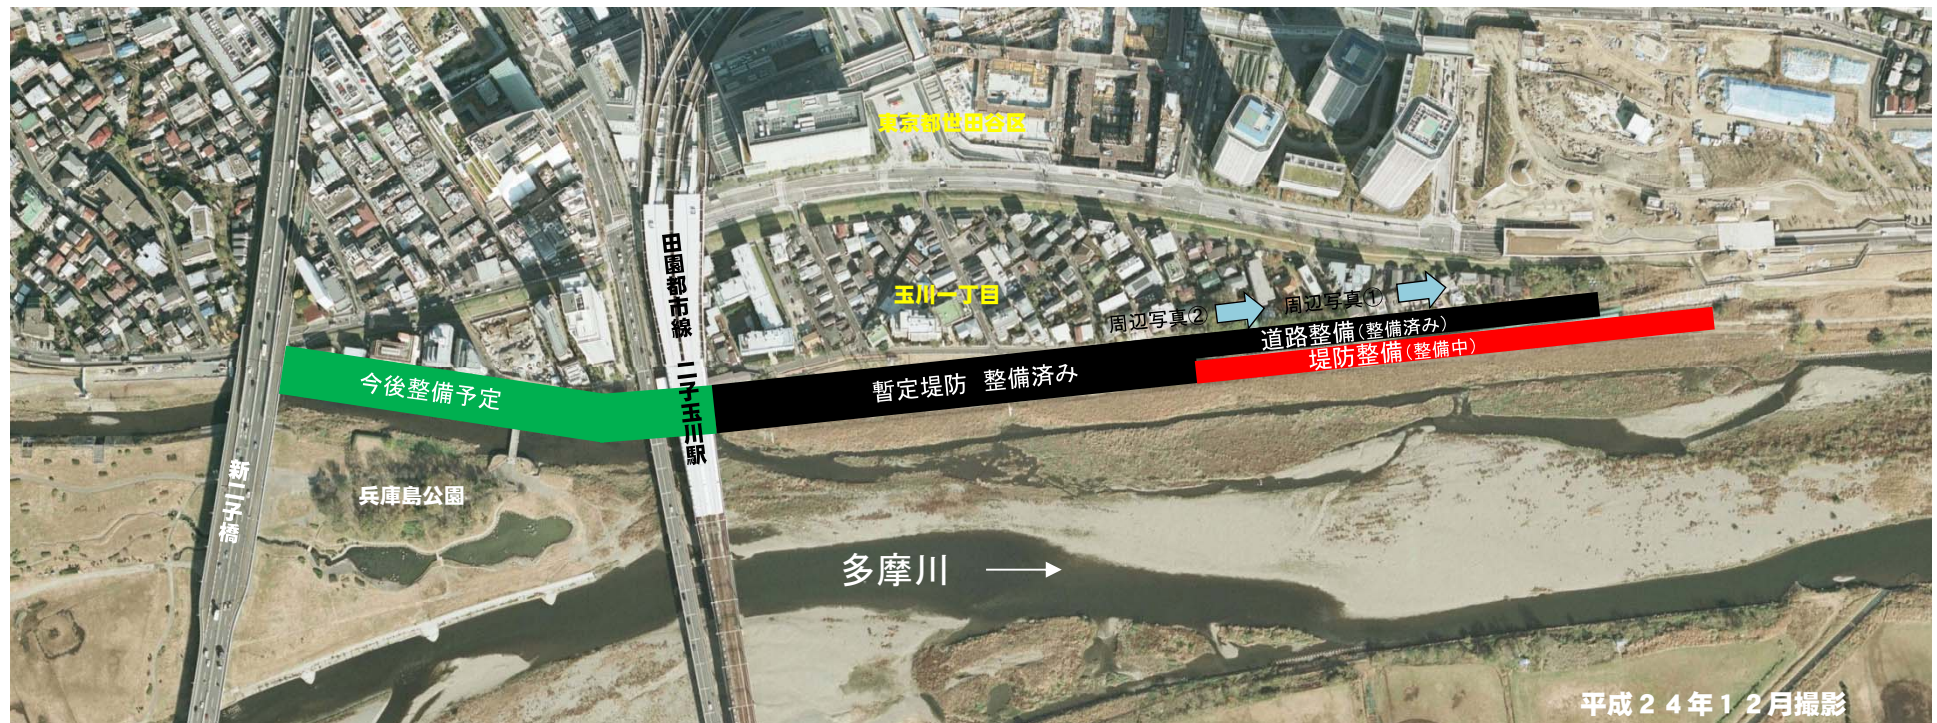 東京都世田谷区
田園都市線 二子玉川駅
玉川一丁目
周辺写真②
周辺写真①
道路整備(整備済み)
堤防整備(整備中)
暫定堤防 整備済み
今後整備予定
新二子橋
兵庫島公園
多摩川
平成24年12月撮影